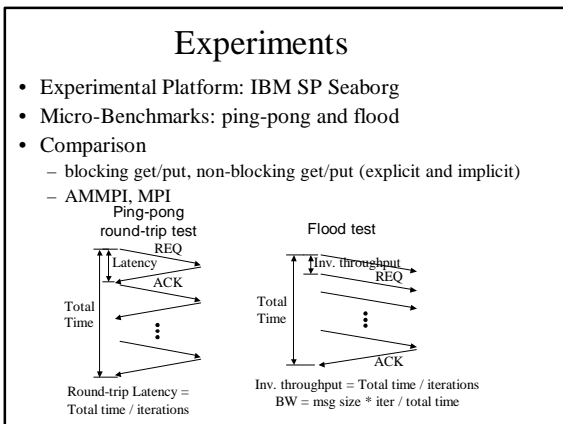 Experiments
• Experimental Platform: IBM SP Seaborg
• Micro-Benchmarks: ping-pong and flood
• Comparison
– blocking get/put, non-blocking get/put (explicit and implicit)
– AMMPI, MPI
Ping-pong
round-trip test
REQ
Latency
ACK
Total
Time
Round-trip Latency =
Total time / iterations
Flood test
Inv. throughput
REQ
Total
Time
ACK
Inv. throughput = Total time / iterations
BW = msg size * iter / total time